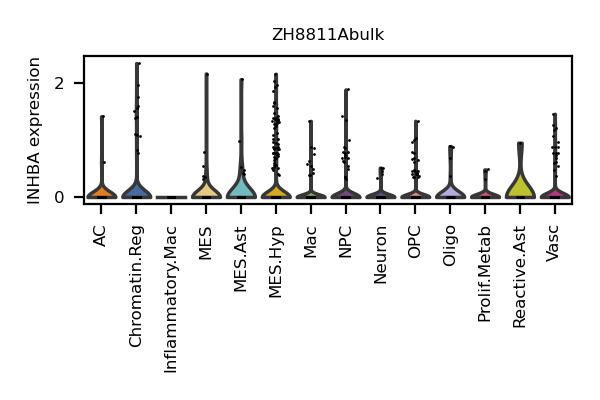 ZH8811Abulk
INHBA expression
2
0
AC
Chromatin.Reg
Inflammatory.Mac
MES
MES.Ast
MES.Hyp
Mac
NPC
Neuron
OPC
Oligo
Prolif.Metab
Reactive.Ast
Vasc